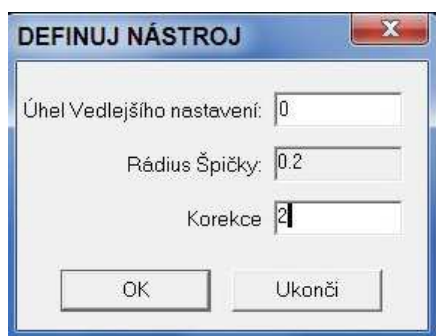 DEFINUJ NÁSTROJ
Úhel Vedlejšího nastavení: 0
Rádius Špičky: 0.2
Korekce 2
OK Ukonči